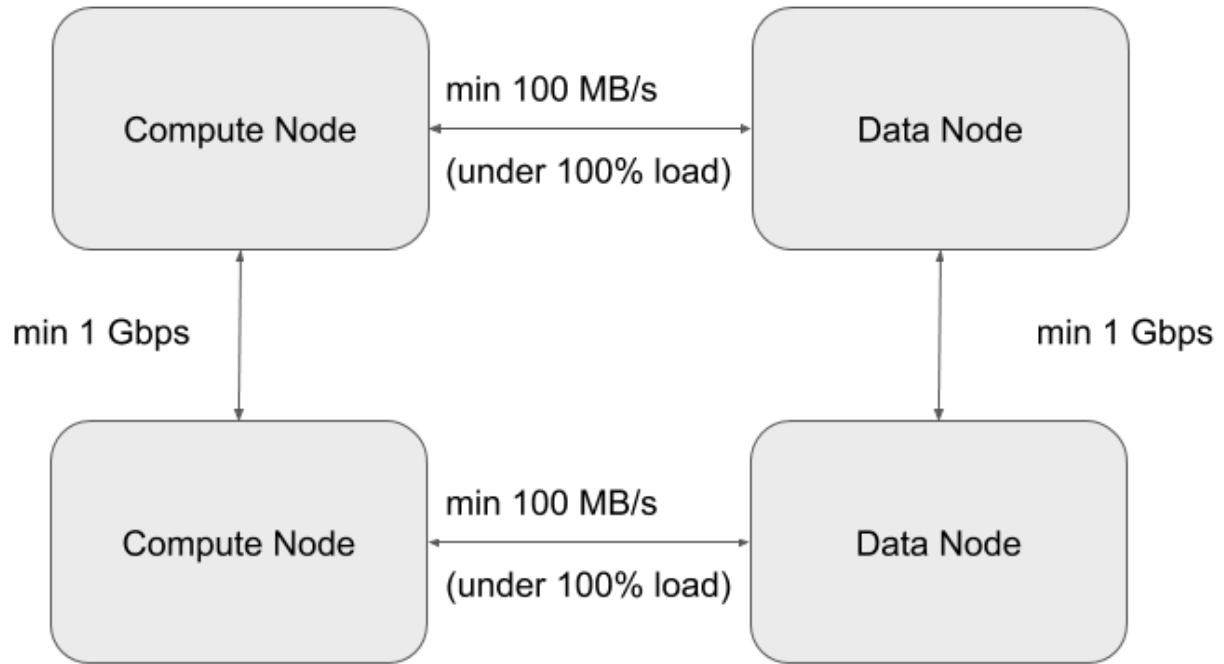 min 100 MB/s
Compute Node
Data Node
(under 100% load)
min 1 Gbps
min 1 Gbps
min 100 MB/s
Compute Node
Data Node
(under 100% load)